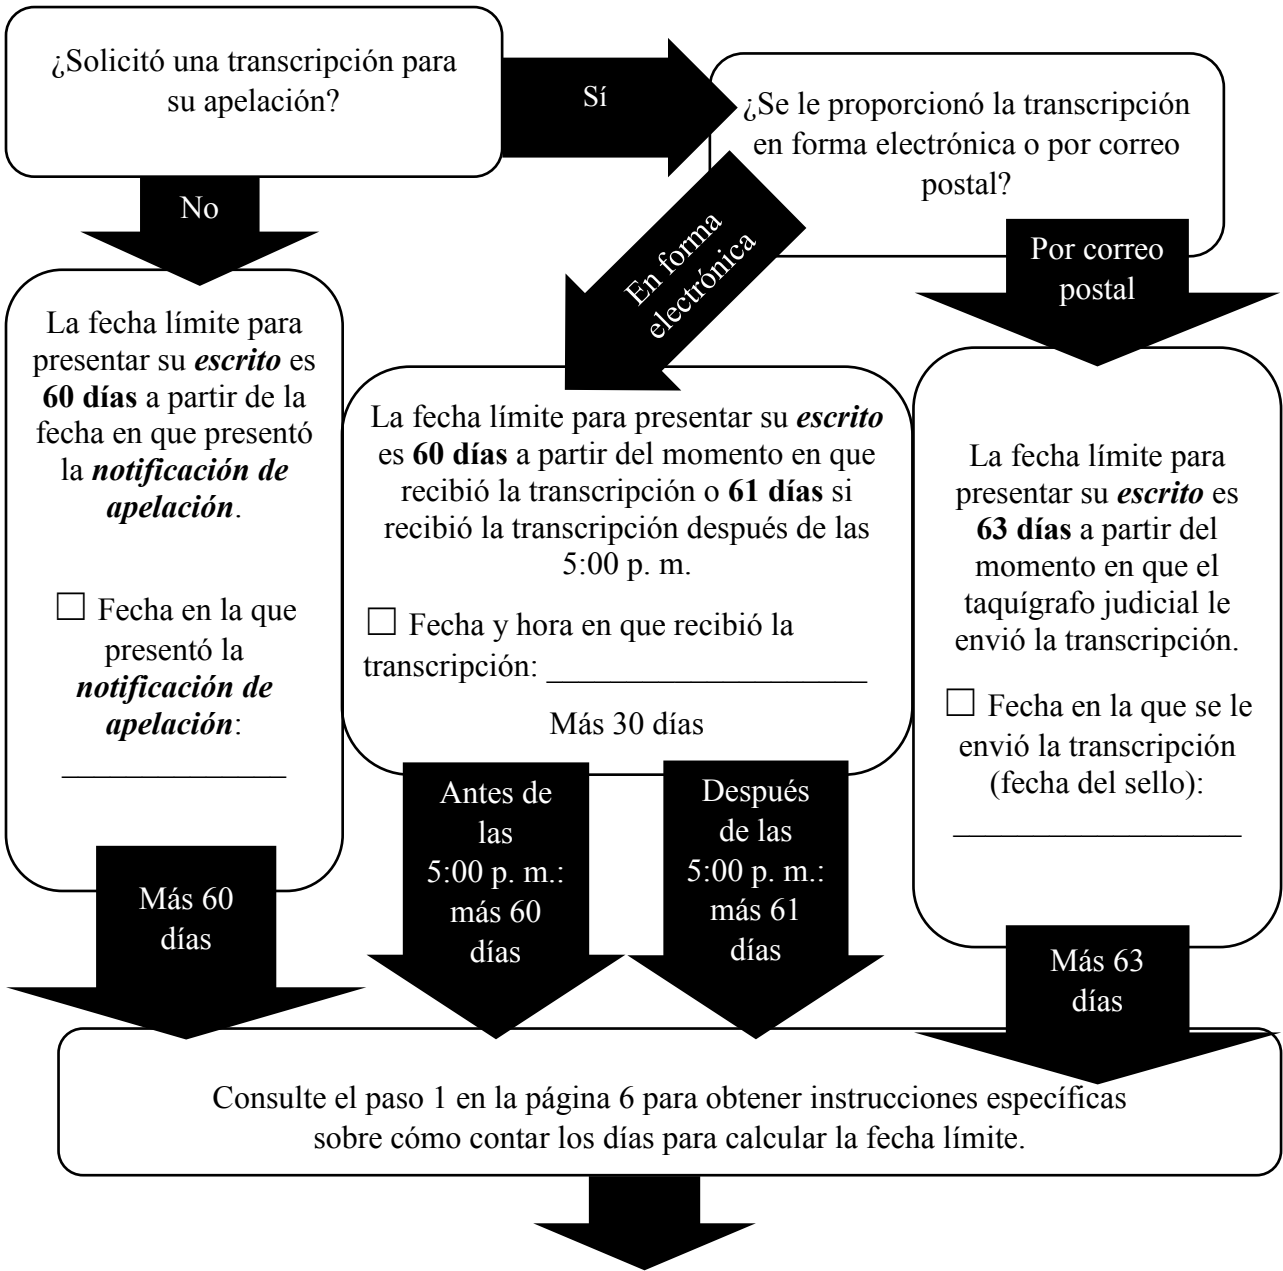 ¿Solicitó una transcripción para
su apelación?
Sí
¿Se le proporcionó la transcripción
en forma electrónica o por correo
postal?
No
En forma
electrónica
Por correo
postal
La fecha límite para
presentar su escrito es
60 días a partir de la
fecha en que presentó
la notificación de
apelación.
☐ Fecha en la que
presentó la
notificación de
apelación:
______________
La fecha límite para presentar su escrito
es 60 días a partir del momento en que
recibió la transcripción o 61 días si
recibió la transcripción después de las
5:00 p. m.
☐ Fecha y hora en que recibió la
transcripción: ____________________
Más 30 días
La fecha límite para
presentar su escrito es
63 días a partir del
momento en que el
taquígrafo judicial le
envió la transcripción.
☐ Fecha en la que se le
envió la transcripción
(fecha del sello):
__________________
Más 60
días
Antes de
las
5:00 p. m.:
más 60
días
Después
de las
5:00 p. m.:
más 61
días
Más 63
días
Consulte el paso 1 en la página 6 para obtener instrucciones específicas
sobre cómo contar los días para calcular la fecha límite.